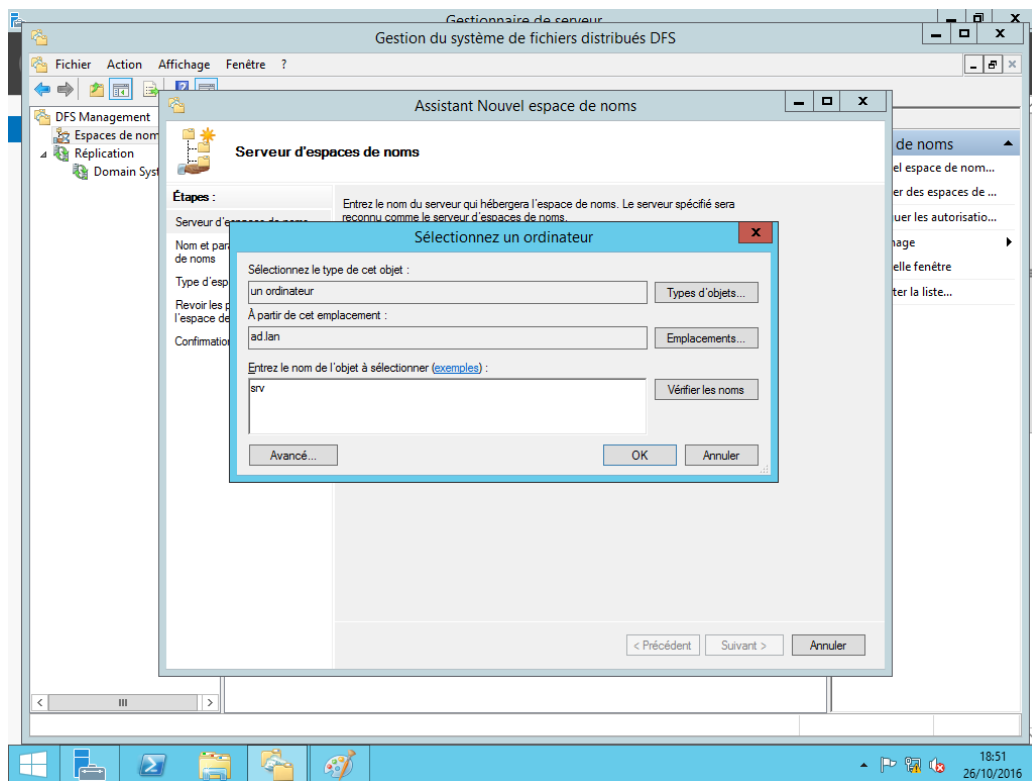 Gestionnaire de serveur
Gestion du système de fichiers distribués DFS
Fichier Action Affichage Fenêtre ?
DFS Management
Espaces de nom
Réplication
Domain Syst
Assistant Nouvel espace de noms
Serveur d'espaces de noms
Étapes :
Serveur d'espaces de noms
Nom et par
de noms
Type d'esp
Revoir les p
l'espace de
Confirmation
Entrez le nom du serveur qui hébergera l'espace de noms. Le serveur spécifié sera
reconnu comme le serveur d'espaces de noms.
Sélectionnez un ordinateur
x
Sélectionnez le type de cet objet :
un ordinateur
Types d'objets...
À partir de cet emplacement :
ad.lan
Emplacements...
Entrez le nom de l'objet à sélectionner (exemples) :
srv
Vérifier les noms
Avancé...
OK
Annuler
< Précédent
Suivant >
Annuler
de noms
el espace de nom...
er des espaces de ...
uer les autorisatio...
nage
elle fenêtre
ter la liste...
18:51
26/10/2016